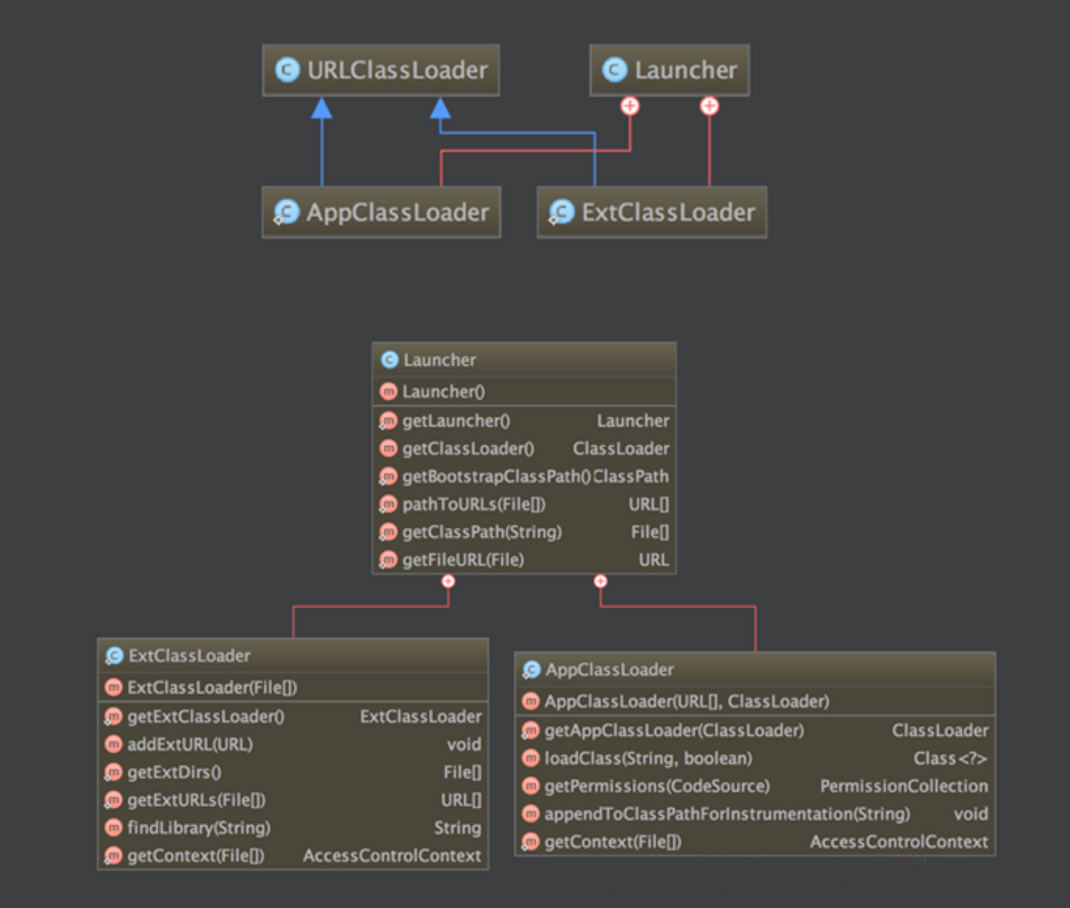 URLClassLoader
Launcher
AppClassLoader
ExtClassLoader
Launcher
Launcher()
getLauncher() Launcher
getClassLoader() ClassLoader
getBootstrapClassPath() ClassPath
pathToURLs(File[]) URL[]
getClassPath(String) File[]
getFileURL(File) URL
ExtClassLoader
ExtClassLoader(File[])
getExtClassLoader() ExtClassLoader
addExtURL(URL) void
getExtDirs() File[]
getExtURLs(File[]) URL[]
findLibrary(String) String
getContext(File[]) AccessControlContext
AppClassLoader
AppClassLoader(URL[], ClassLoader)
getAppClassLoader(ClassLoader) ClassLoader
loadClass(String, boolean) Class<?>
getPermissions(CodeSource) PermissionCollection
appendToClassPathForInstrumentation(String) void
getContext(File[]) AccessControlContext